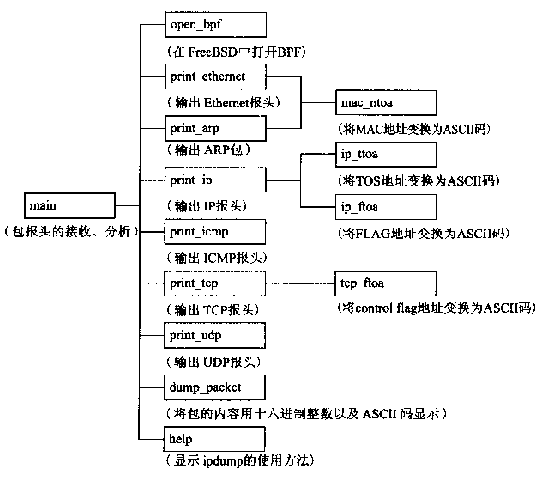 open_bpf
(在 FreeBSD中打开BPF)
print_ethernet
(输出 Ethernet报头)
mac_ntoa
(将MAC地址变换为ASCII码)
print_arp
(输出 ARP包)
ip_ttoa
(将TOS地址变换为ASCII码)
print_ip
(输出 IP报头)
main
(包报头的接收、分析)
ip_ftoa
(将FLAG地址变换为ASCII码)
print_icmp
(输出 ICMP报头)
print_tcp
(输出 TCP报头)
tcp_ftoa
(将control flag地址变换为ASCII码)
print_udp
(输出 UDP报头)
dump_packet
(将包的内容用十六进制整数以及 ASCII 码显示)
help
(显示 ipdump的使用方法)